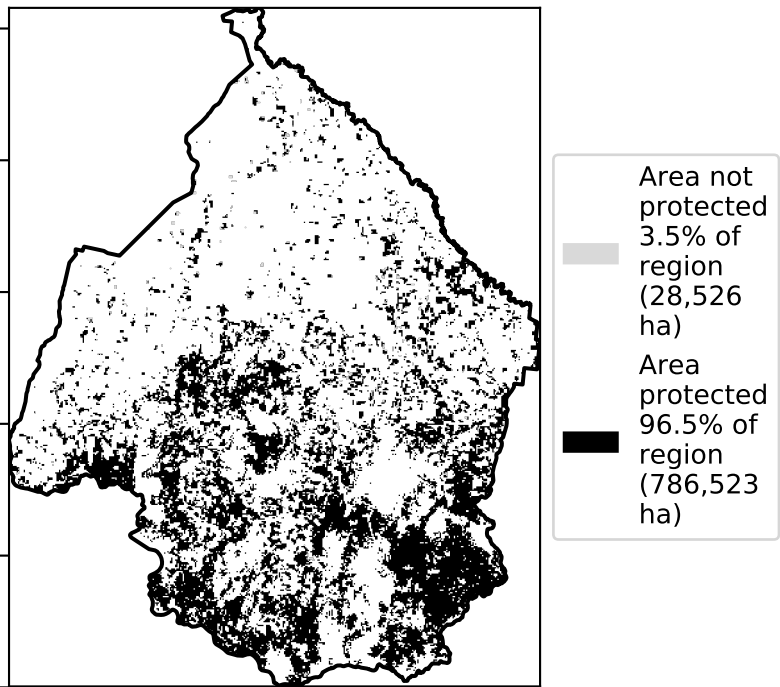 Area not
protected
3.5% of
region
(28,526
ha)
Area
protected
96.5% of
region
(786,523
ha)